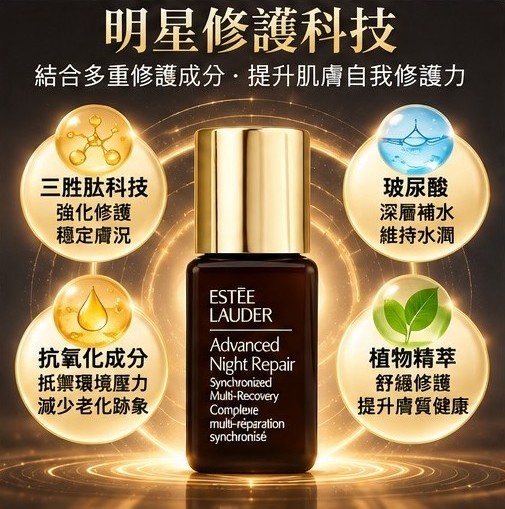 明星修護科技
結合多重修護成分·提升肌膚自我修護力
三胜肽科技
強化修護
穩定膚況
玻尿酸
深層補水
維持水潤
ESTĒE
LAUDER
Advanced
Night Repair
Synchronized
Multi-Recovery
Complexe
multi-réparation
synchronisé
抗氧化成分
抵禦環境壓力
減少老化跡象
植物精萃
舒緩修護
提升膚質健康